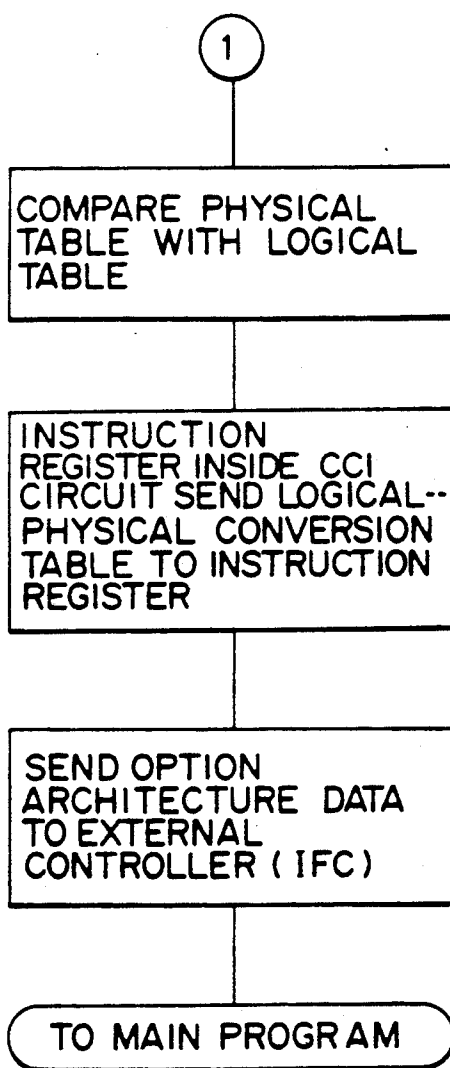 1
COMPARE PHYSICAL
TABLE WITH LOGICAL
TABLE
INSTRUCTION
REGISTER INSIDE CCI
CIRCUIT SEND LOGICAL--
PHYSICAL CONVERSION
TABLE TO INSTRUCTION
REGISTER
SEND OPTION
ARCHITECTURE DATA
TO EXTERNAL
CONTROLLER ( IFC )
TO MAIN PROGRAM